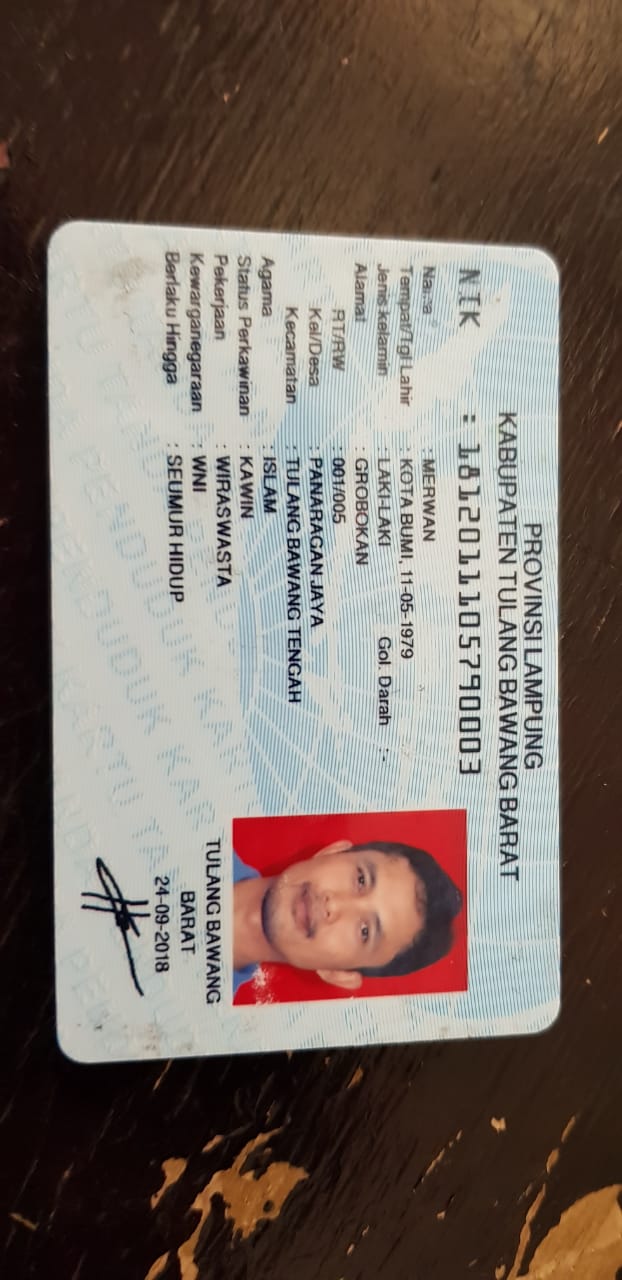 PROVINSI LAMPUNG
KABUPATEN TULANG BAWANG BARAT
NIK : 1812011105790003
Nama : MERWAN
Tempat/Tgl Lahir : KOTA BUMI, 11-05-1979
Jenis kelamin : LAKI-LAKI Gol. Darah :-
Alamat : GROBOKAN
RT/RW : 001/005
Kel/Desa : PANARAGAN JAYA
Kecamatan : TULANG BAWANG TENGAH
Agama : ISLAM
Status Perkawinan : KAWIN
Pekerjaan : WIRASWASTA
Kewarganegaraan : WNI
Berlaku Hingga : SEUMUR HIDUP
TULANG BAWANG
BARAT
24-09-2018